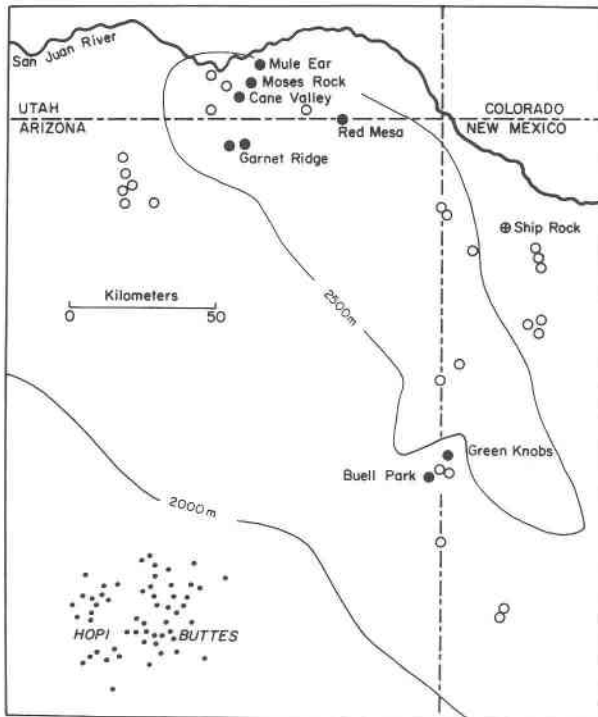 San Juan River
Mule Ear
Moses Rock
Cane Valley
UTAH
ARIZONA
COLORADO
NEW MEXICO
Red Mesa
Garnet Ridge
Ship Rock
Kilometers
0 50
2500m
Green Knobs
Buell Park
2000m
HOPI BUTTES